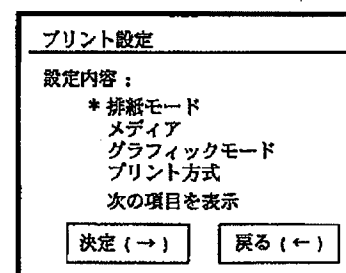 プリント設定
設定内容：
＊排紙モード
メディア
グラフィックモード
プリント方式
次の項目を表示
決定（→） 戻る（←）